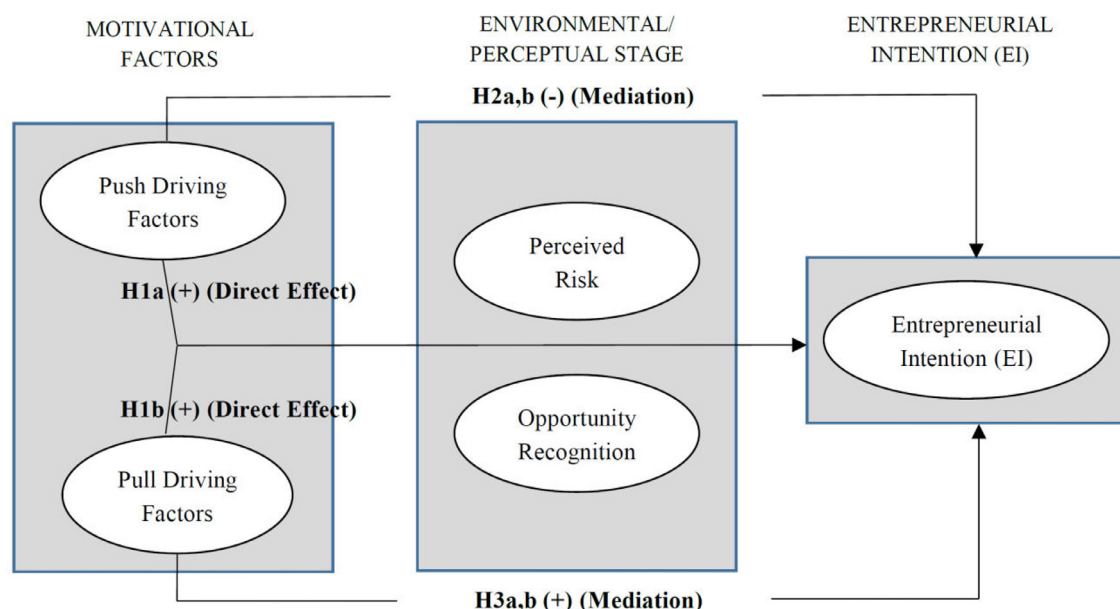 MOTIVATIONAL
FACTORS
ENVIRONMENTAL/
PERCEPTUAL STAGE
ENTREPRENEURIAL
INTENTION (EI)
H2a,b (-) (Mediation)
Push Driving
Factors
Perceived
Risk
H1a (+) (Direct Effect)
Entrepreneurial
Intention (EI)
H1b (+) (Direct Effect)
Opportunity
Recognition
Pull Driving
Factors
H3a,b (+) (Mediation)